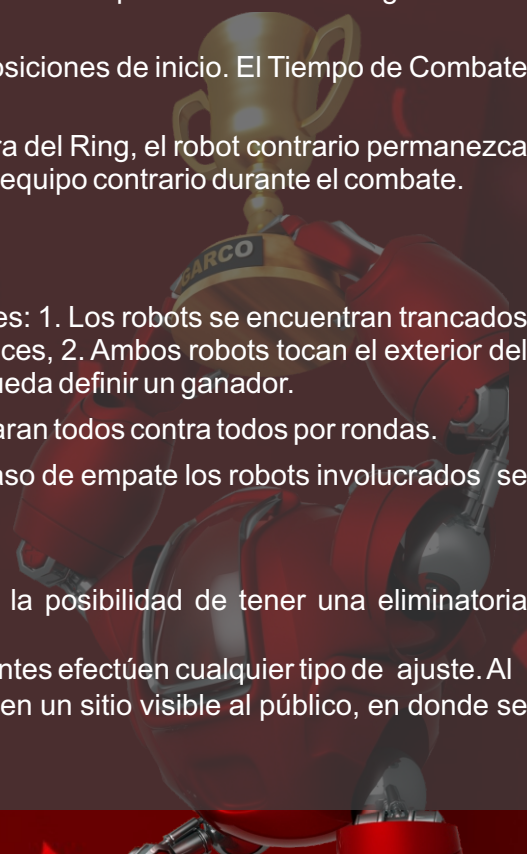 osiciones de inicio. El Tiempo de Combate
ra del Ring, el robot contrario permanezca
equipo contrario durante el combate.
GARCO
es: 1. Los robots se encuentran trancados
ces, 2. Ambos robots tocan el exterior del
ueda definir un ganador.
aran todos contra todos por rondas.
aso de empate los robots involucrados se
la posibilidad de tener una eliminatoria
ntes efectúen cualquier tipo de ajuste. Al
en un sitio visible al público, en donde se